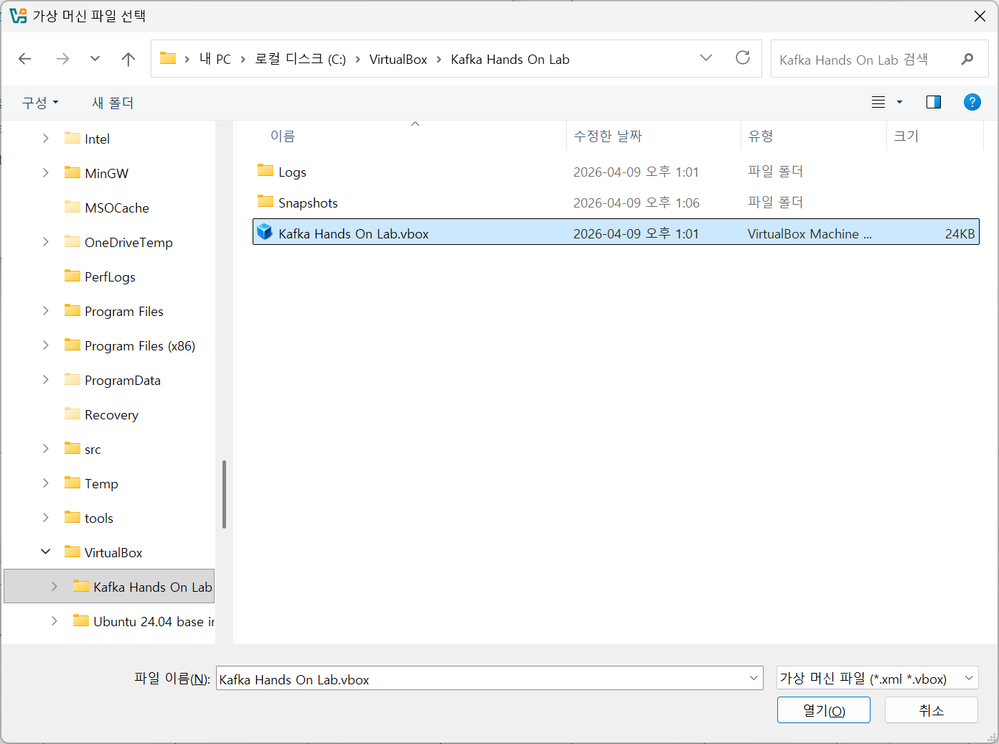 가상 머신 파일 선택
내 PC › 로컬 디스크 (C:) › VirtualBox › Kafka Hands On Lab
Kafka Hands On Lab 검색
구성
새 폴더
?
이름 수정한 날짜 유형 크기
Intel
MinGW
MSOCache
OneDriveTemp
PerfLogs
Program Files
Program Files (x86)
ProgramData
Recovery
src
Temp
tools
VirtualBox
Kafka Hands On Lab
Ubuntu 24.04 base
Logs 2026-04-09 오후 1:01 파일 폴더
Snapshots 2026-04-09 오후 1:06 파일 폴더
Kafka Hands On Lab.vbox 2026-04-09 오후 1:01 VirtualBox Machine ... 24KB
파일 이름(N): Kafka Hands On Lab.vbox
가상 머신 파일 (*.xml *.vbox)
열기(O)
취소